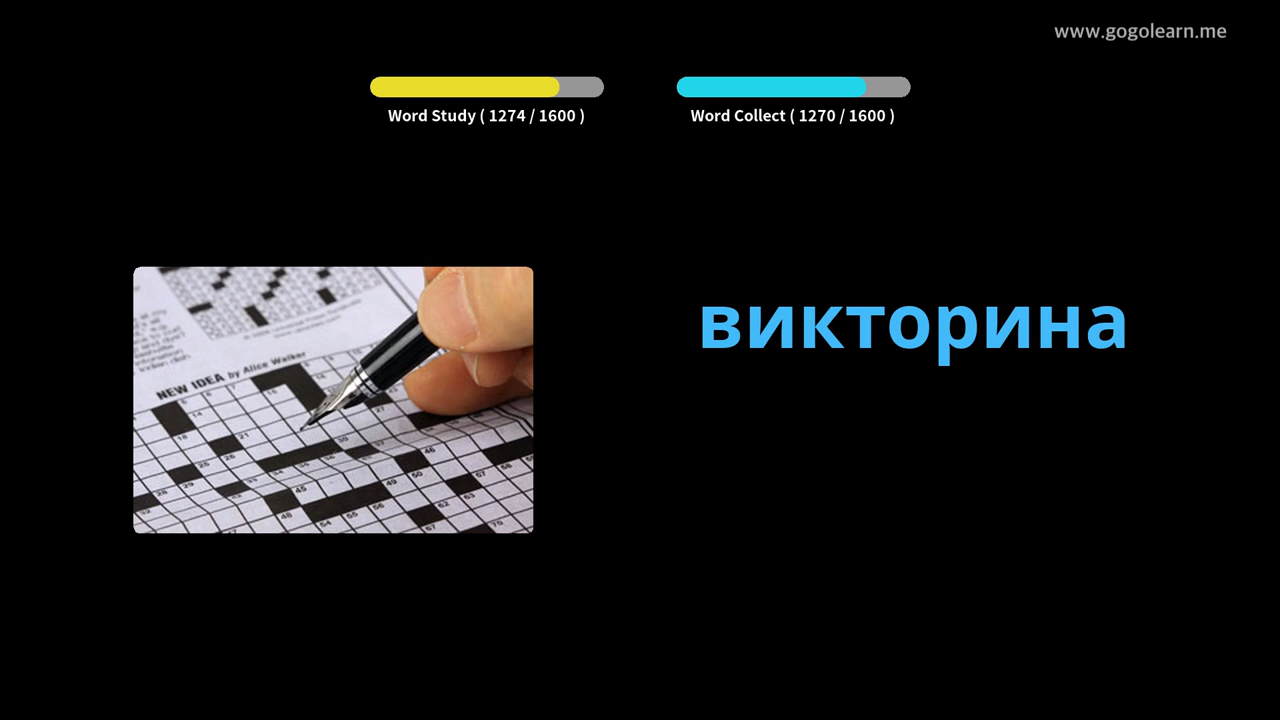 www.gogolearn.me
Word Study ( 1274 / 1600 )
Word Collect ( 1270 / 1600 )
викторина
NEW IDEA by Alice Walker